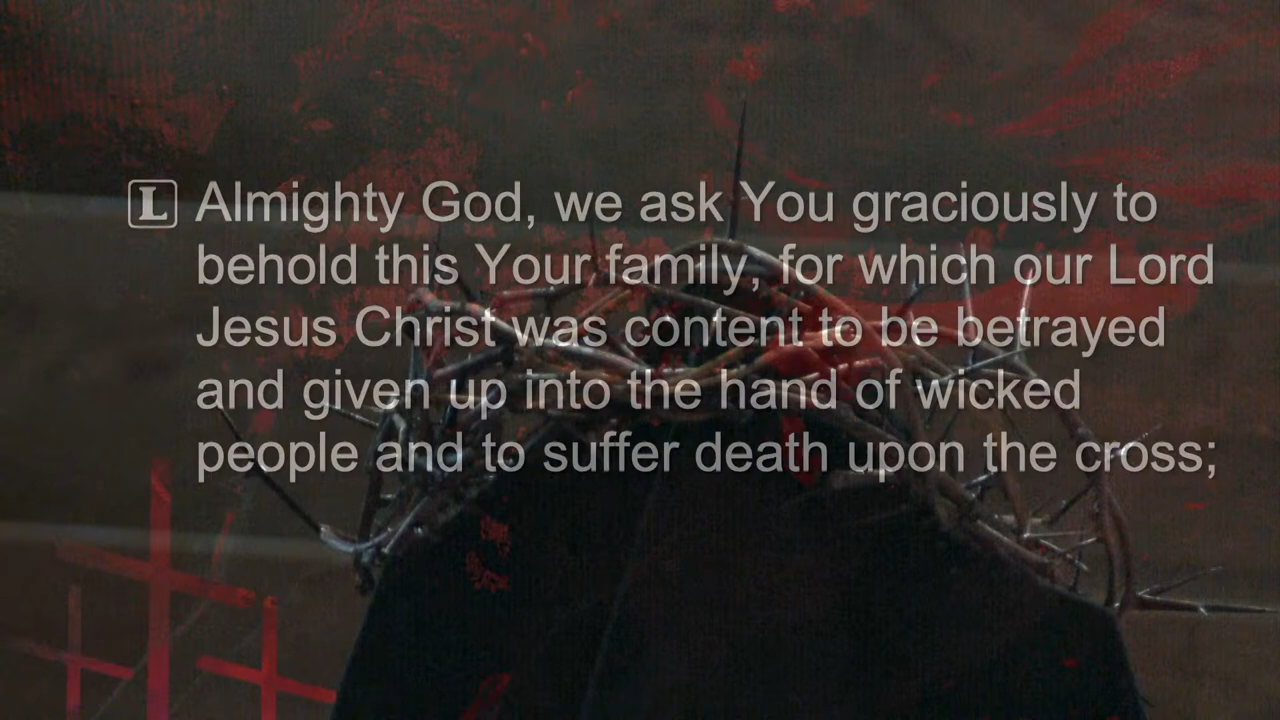 L Almighty God, we ask You graciously to
behold this Your family, for which our Lord
Jesus Christ was content to be betrayed
and given up into the hand of wicked
people and to suffer death upon the cross;